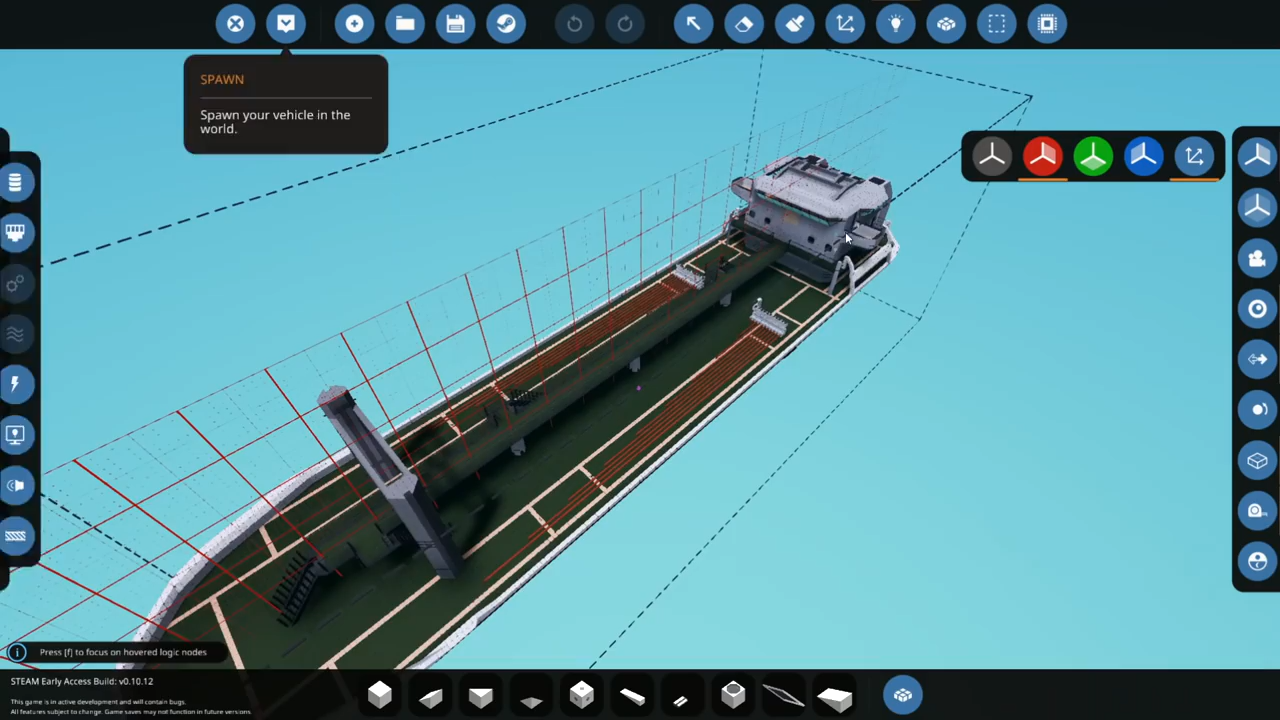 SPAWN
Spawn your vehicle in the
world.
Press [f] to focus on hovered logic nodes
STEAM Early Access Build: v0.10.12
This game is in active development and will contain bugs.
All features subject to change. Game saves may not function in future versions